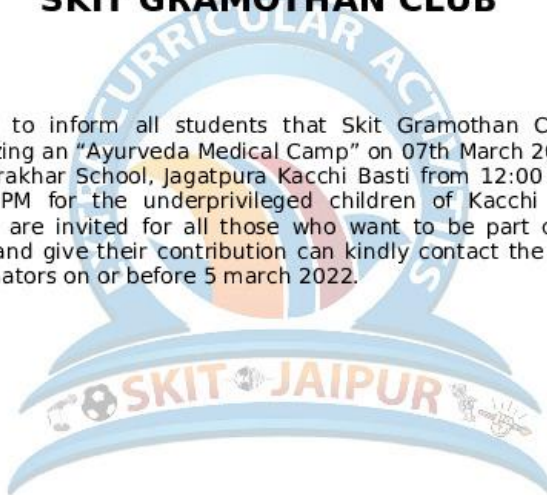 SKIT GRAMOTHAN CLUB
to inform all students that Skit Gramothan
zing an “Ayurveda Medical Camp” on 07th March
rakhar School, Jagatpura Kacchi Basti from 12:00
PM for the underprivileged children of Kacchi
are invited for all those who want to be part
and give their contribution can kindly contact the
ators on or before 5 march 2022.
CURRICULAR
SKIT JAIPUR